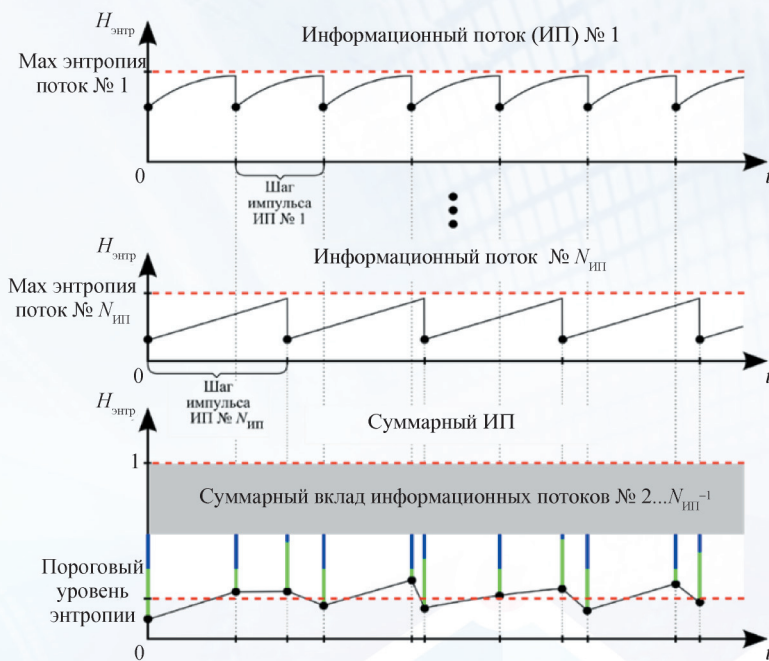 Hэнтр
Информационный поток (ИП) № 1
Max энтропия
поток № 1
0
t
Шаг
импульса
ИП № 1
Hэнтр
Информационный поток № NИП
Max энтропия
поток № NИП
0
t
Шаг
импульса
ИП № NИП
Hэнтр
Суммарный ИП
1
Суммарный вклад информационных потоков № 2...NИП-1
Пороговый
уровень
энтропии
0
t